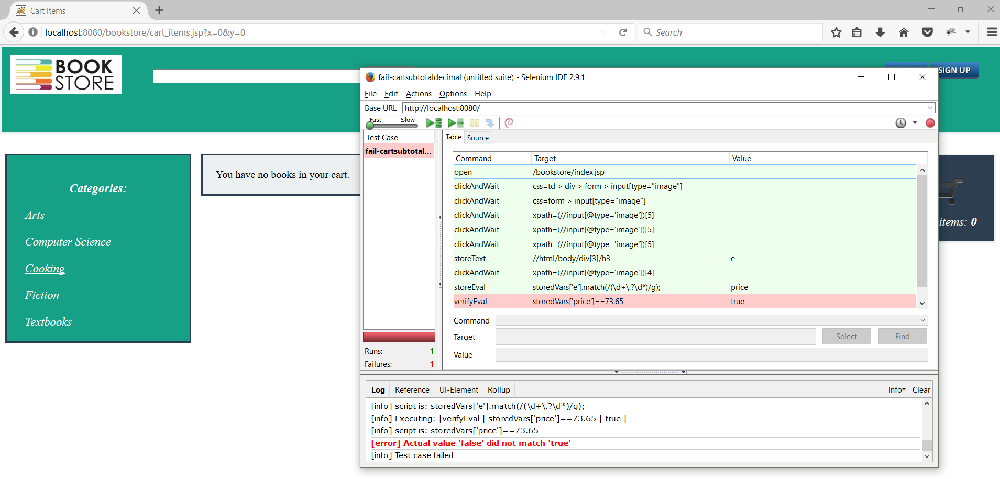 Cart Items
localhost:8080/bookstore/cart_items.jsp?x=0&y=0
Search
BOOK
STORE
SIGN UP
Categories:
Arts
Computer Science
Cooking
Fiction
Textbooks
You have no books in your cart.
items: 0
fail-cartsubtotaldecimal (untitled suite) - Selenium IDE 2.9.1
File Edit Actions Options Help
Base URL http://localhost:8080/
Fast Slow
Test Case
fail-cartsubtotal...
Runs: 1
Failures: 1
Table Source
Command Target Value
open /bookstore/index.jsp
clickAndWait css=td > div > form > input[type="image"]
clickAndWait css=form > input[type="image"]
clickAndWait xpath=(//input[@type='image'])[5]
clickAndWait xpath=(//input[@type='image'])[5]
clickAndWait xpath=(//input[@type='image'])[5]
storeText //html/body/div[3]/h3 e
clickAndWait xpath=(//input[@type='image'])[4]
storeEval storedVars['e'].match(/(\d+\.?\d*)/g); price
verifyEval storedVars['price']==73.65 true
Command
Target Select Find
Value
Log Reference UI-Element Rollup Info Clear
[info] script is: storedVars['e'].match(/(\d+\.?\d*)/g);
[info] Executing: |verifyEval | storedVars['price']==73.65 | true |
[info] script is: storedVars['price']==73.65
[error] Actual value 'false' did not match 'true'
[info] Test case failed